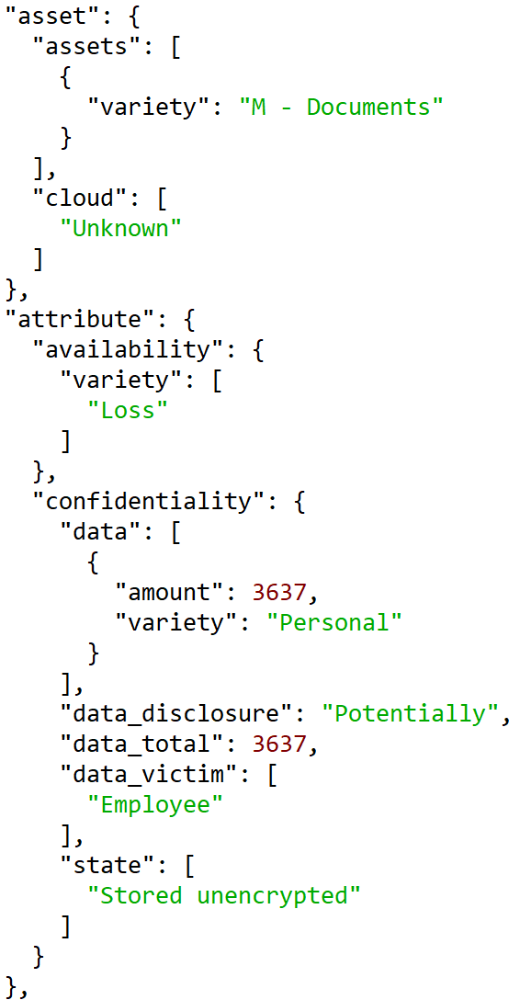 "asset": {
  "assets": [
    {
      "variety": "M - Documents"
    }
  ],
  "cloud": [
    "Unknown"
  ]
},
"attribute": {
  "availability": {
    "variety": [
      "Loss"
    ]
  },
  "confidentiality": {
    "data": [
      {
        "amount": 3637,
        "variety": "Personal"
      }
    ],
    "data_disclosure": "Potentially",
    "data_total": 3637,
    "data_victim": [
      "Employee"
    ],
    "state": [
      "Stored unencrypted"
    ]
  }
},